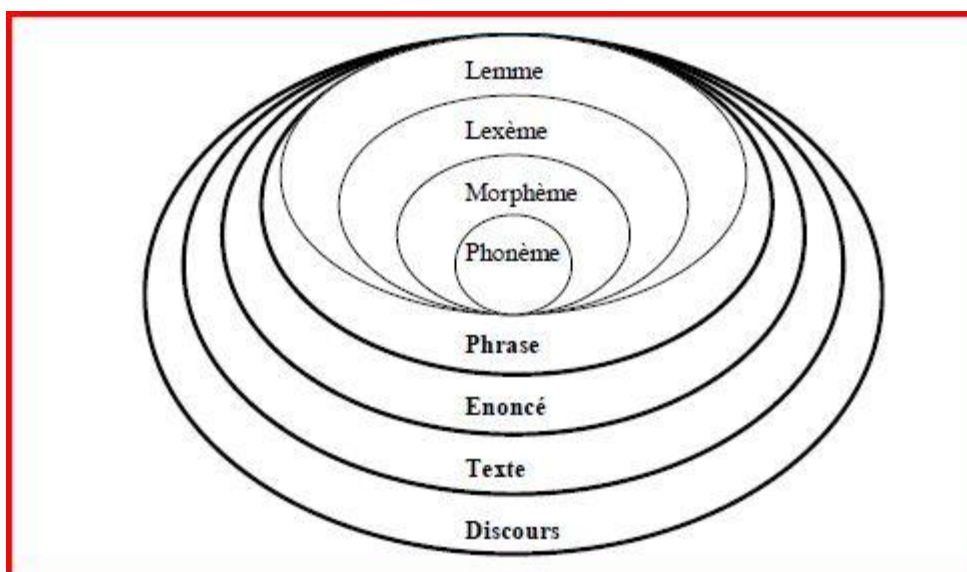 Lemme
Lexème
Morphème
Phonème
Phrase
Enoncé
Texte
Discours